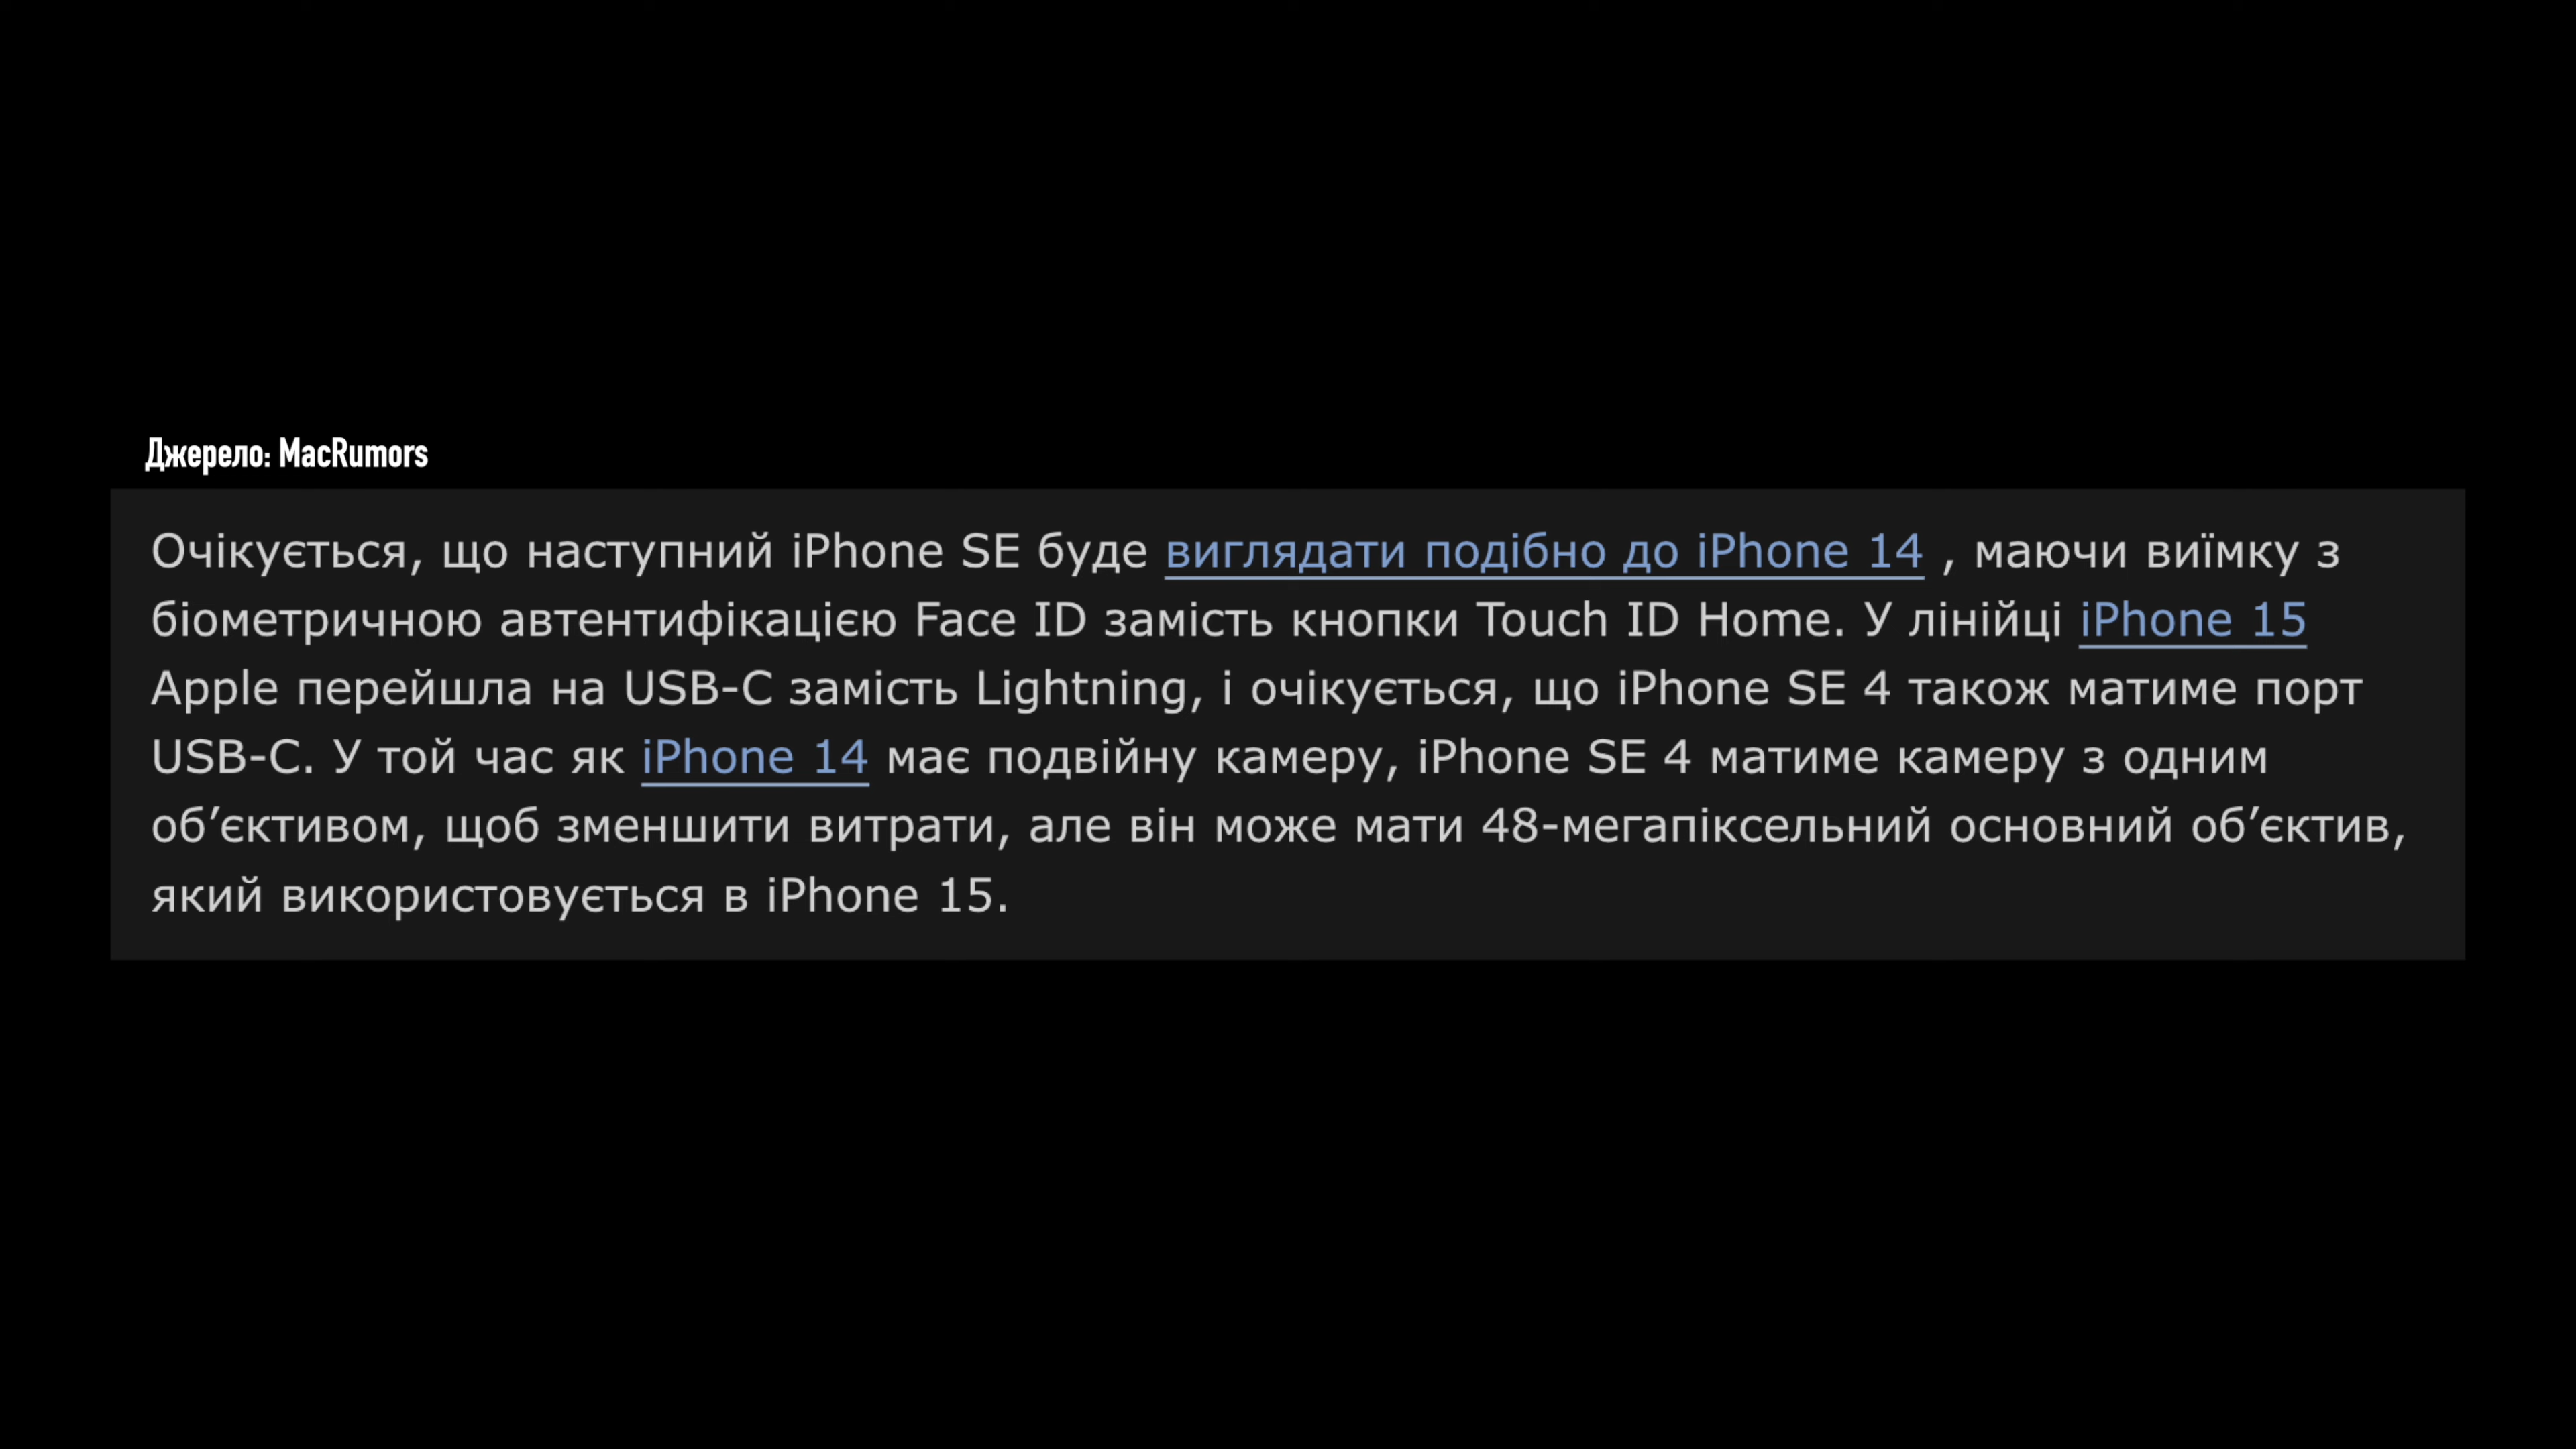 Джерело: MacRumors
Очікується, що наступний iPhone SE буде виглядати подібно до iPhone 14 , маючи виїмку з
біометричною автентифікацією Face ID замість кнопки Touch ID Home. У лінійці iPhone 15
Apple перейшла на USB-C замість Lightning, і очікується, що iPhone SE 4 також матиме порт
USB-C. У той час як iPhone 14 має подвійну камеру, iPhone SE 4 матиме камеру з одним
об’єктивом, щоб зменшити витрати, але він може мати 48-мегапіксельний основний об’єктив,
який використовується в iPhone 15.